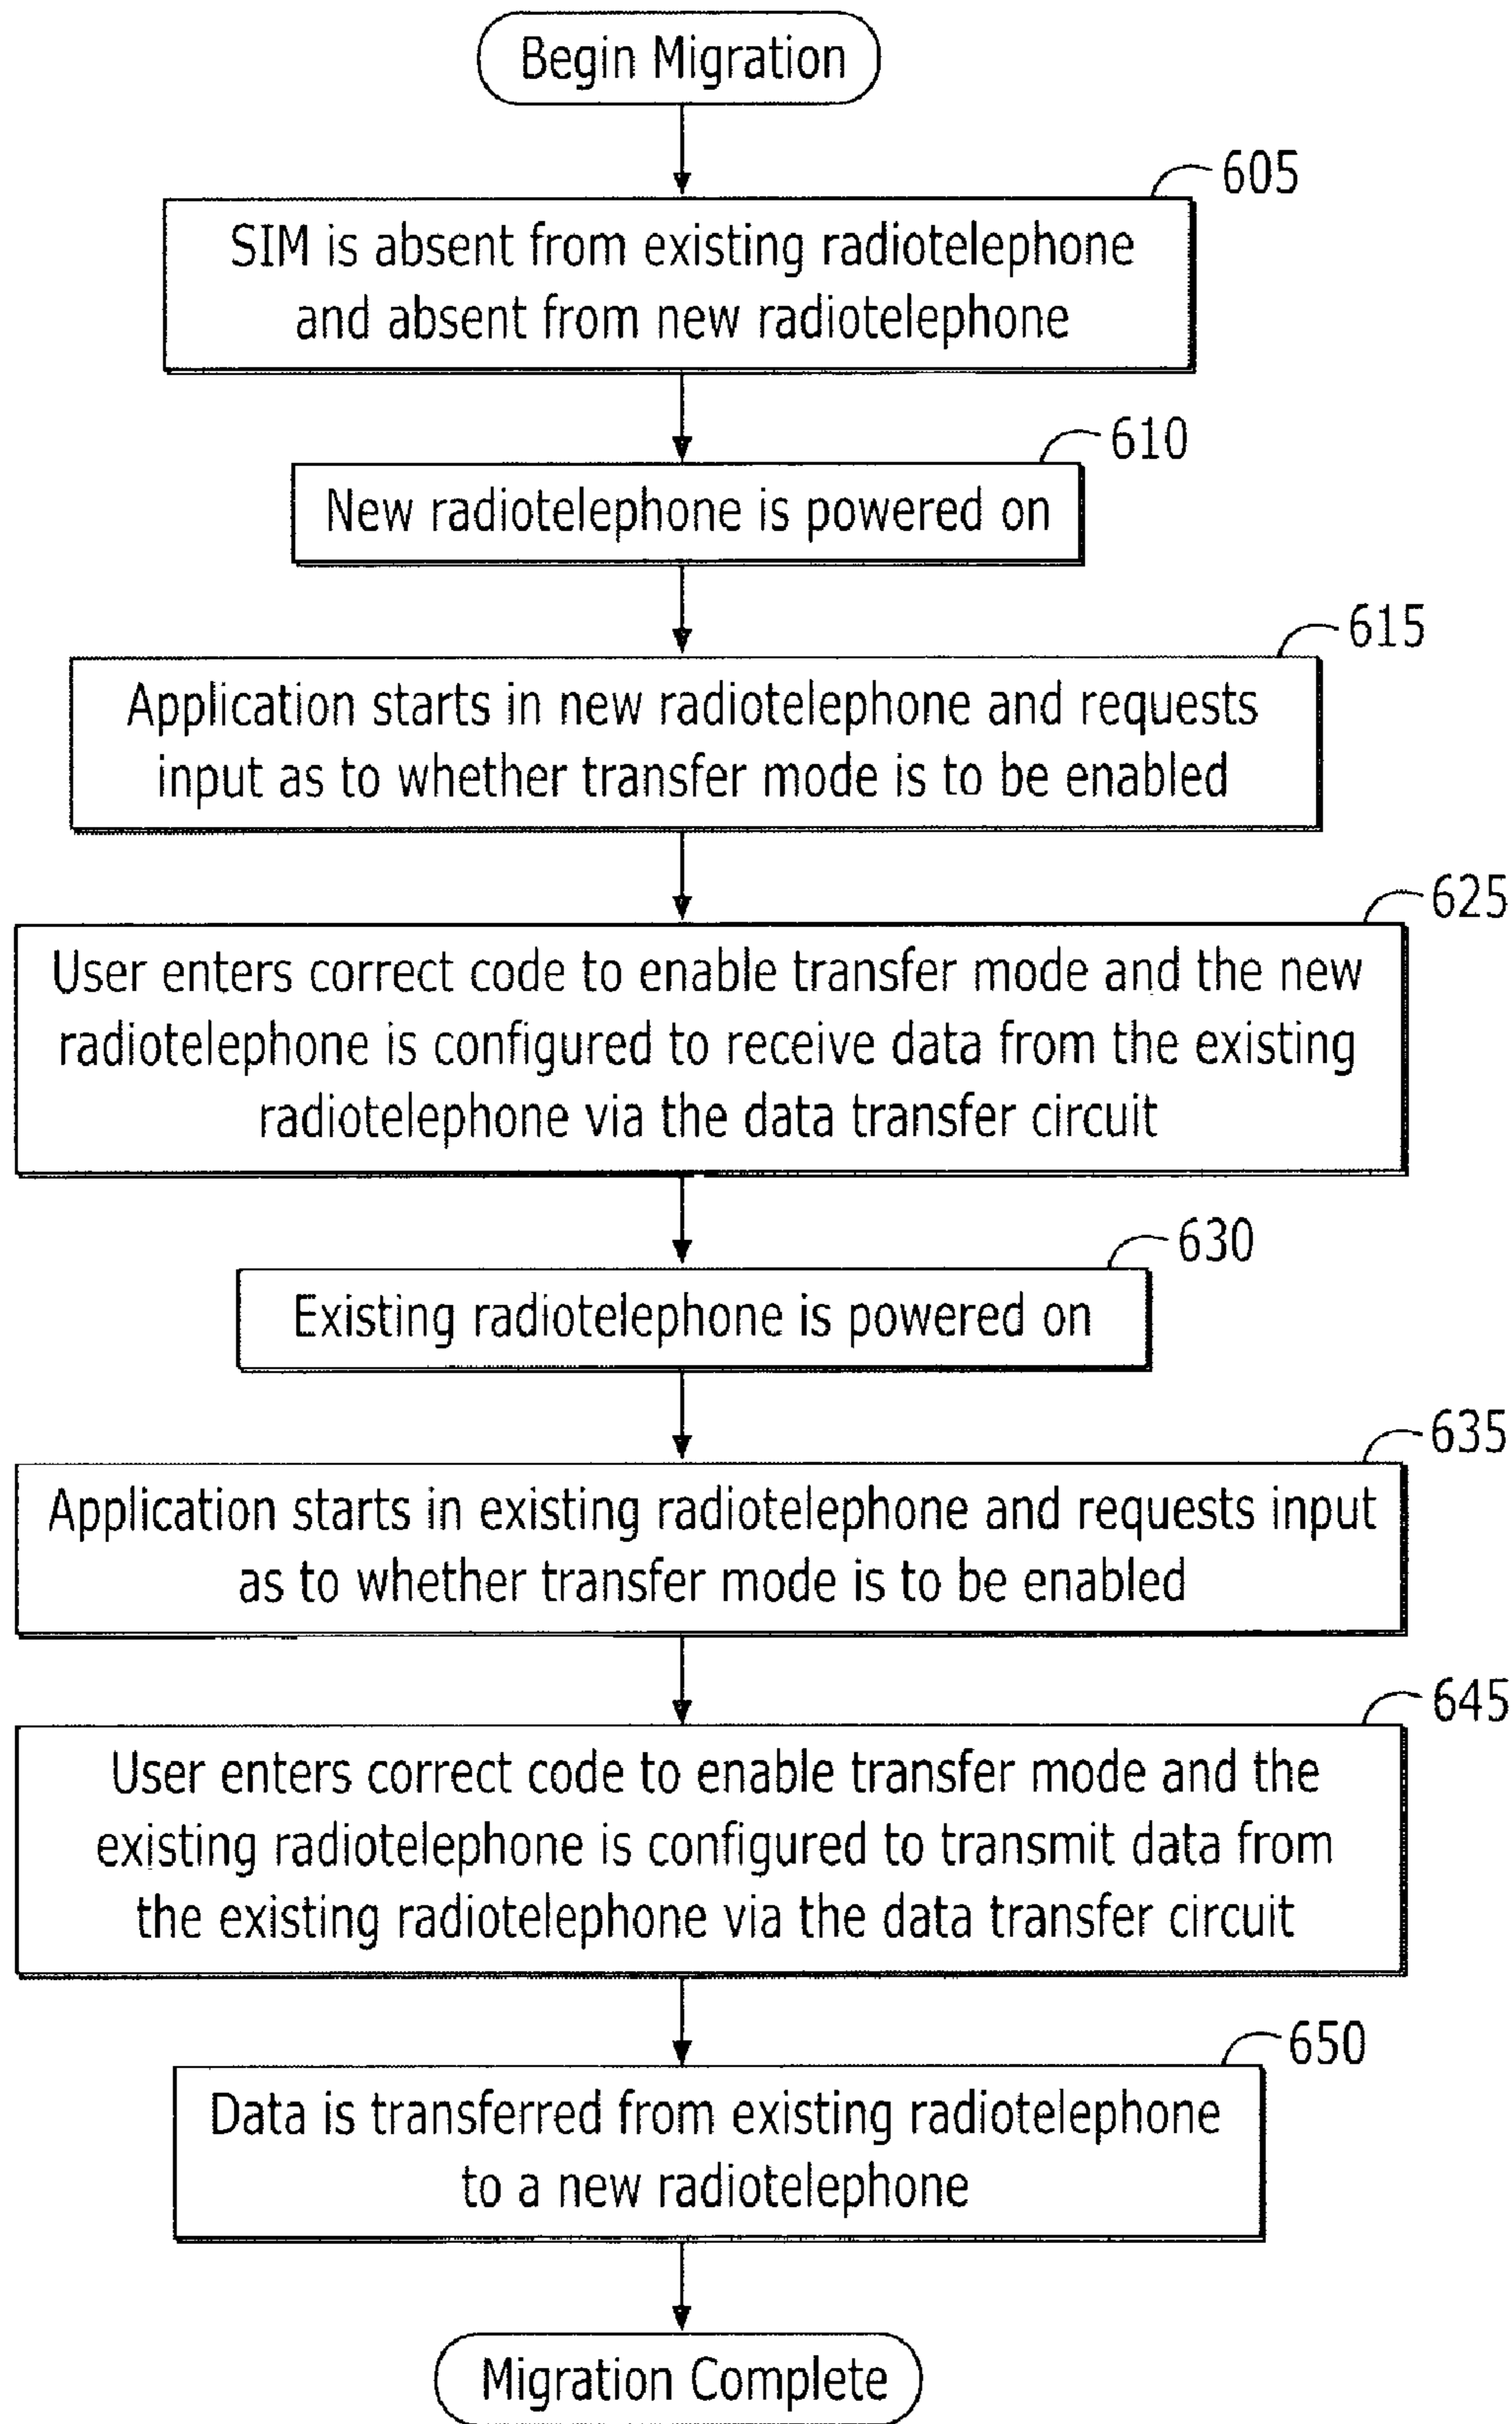 Begin Migration
605
SIM is absent from existing radiotelephone
and absent from new radiotelephone
610
New radiotelephone is powered on
615
Application starts in new radiotelephone and requests
input as to whether transfer mode is to be enabled
625
User enters correct code to enable transfer mode and the new
radiotelephone is configured to receive data from the existing
radiotelephone via the data transfer circuit
630
Existing radiotelephone is powered on
635
Application starts in existing radiotelephone and requests input
as to whether transfer mode is to be enabled
645
User enters correct code to enable transfer mode and the
existing radiotelephone is configured to transmit data from
the existing radiotelephone via the data transfer circuit
650
Data is transferred from existing radiotelephone
to a new radiotelephone
Migration Complete